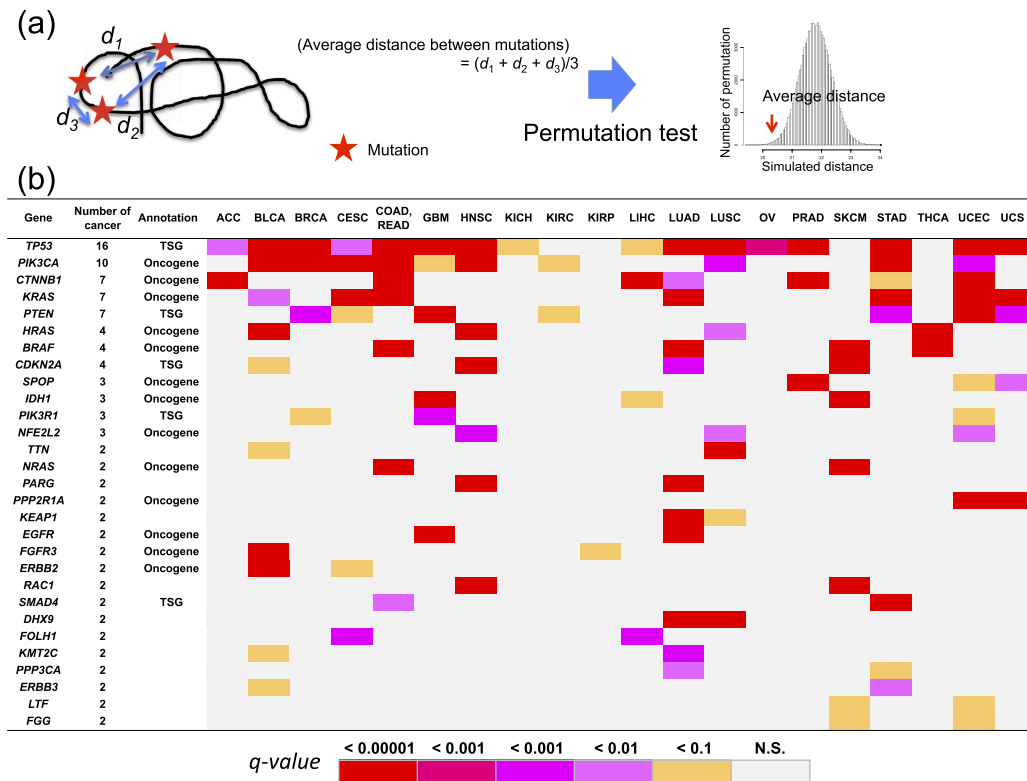 (a)
d1
d2
d3
(Average distance between mutations)
= (d1 + d2 + d3)/3
Mutation
Permutation test
Number of permutation
Average distance
20 21 22 23 24
Simulated distance
(b)
Gene Number of cancer Annotation ACC BLCA BRCA CESC COAD, READ GBM HNSC KICH KIRC KIRP LIHC LUAD LUSC OV PRAD SKCM STAD THCA UCEC UCS
TP53 16 TSG
PIK3CA 10 Oncogene
CTNNB1 7 Oncogene
KRAS 7 Oncogene
PTEN 7 TSG
HRAS 4 Oncogene
BRAF 4 Oncogene
CDKN2A 4 TSG
SPOP 3 Oncogene
IDH1 3 Oncogene
PIK3R1 3 TSG
NFE2L2 3 Oncogene
TTN 2
NRAS 2 Oncogene
PARG 2
PPP2R1A 2 Oncogene
KEAP1 2
EGFR 2 Oncogene
FGFR3 2 Oncogene
ERBB2 2 Oncogene
RAC1 2
SMAD4 2 TSG
DHX9 2
FOLH1 2
KMT2C 2
PPP3CA 2
ERBB3 2
LTF 2
FGG 2
< 0.00001 < 0.001 < 0.001 < 0.01 < 0.1 N.S.
q-value